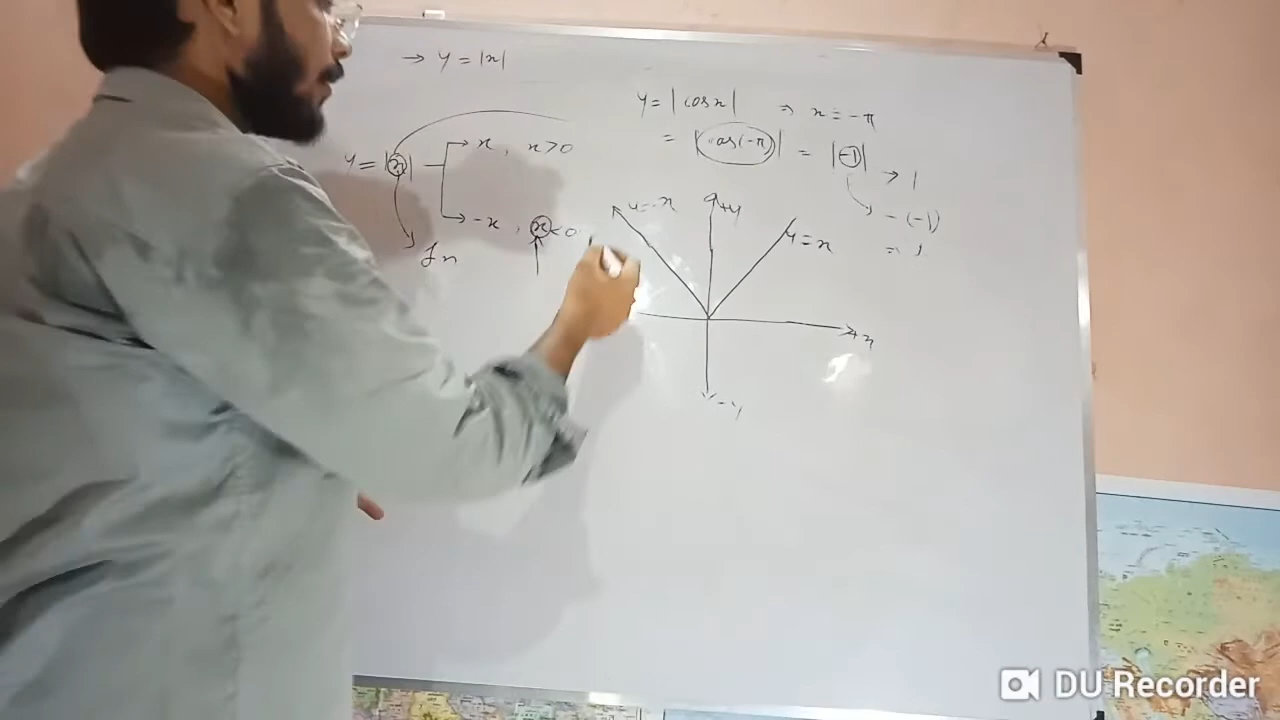 → y = |x|
y = |cos x| ⇒ x = -π
= |cos(-π)| = |-1| → 1
→ -(-1)
= 1
y = |x| → x, x>0
→ -x, x<0
fn
y=-x
+y
y=x
+x
-y
DU Recorder